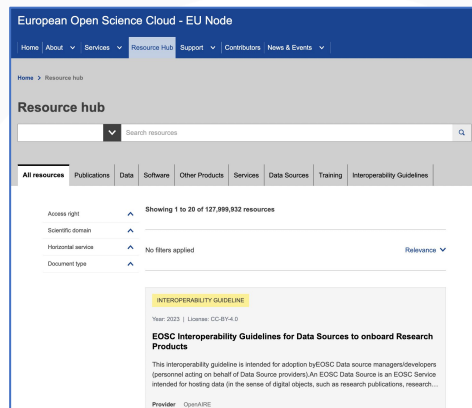 European Open Science Cloud - EU Node
Home About Services Resource Hub Support Contributors News & Events
Home > Resource hub
Resource hub
Search resources
All resources Publications Data Software Other Products Services Data Sources Training Interoperability Guidelines
Access right
Showing 1 to 20 of 127,999,932 resources
Scientific domain
Horizontal service
No filters applied
Relevance
Document type
INTEROPERABILITY GUIDELINE
Year: 2023 | License: CC-BY-4.0
EOSC Interoperability Guidelines for Data Sources to onboard Research
Products
This interoperability guideline is intended for adoption byEOSC Data source managers/developers
(personnel acting on behalf of Data Source providers).An EOSC Data Source is an EOSC Service
intended for hosting data (in the sense of digital objects, such as research publications, research…
Provider OpenAIRE